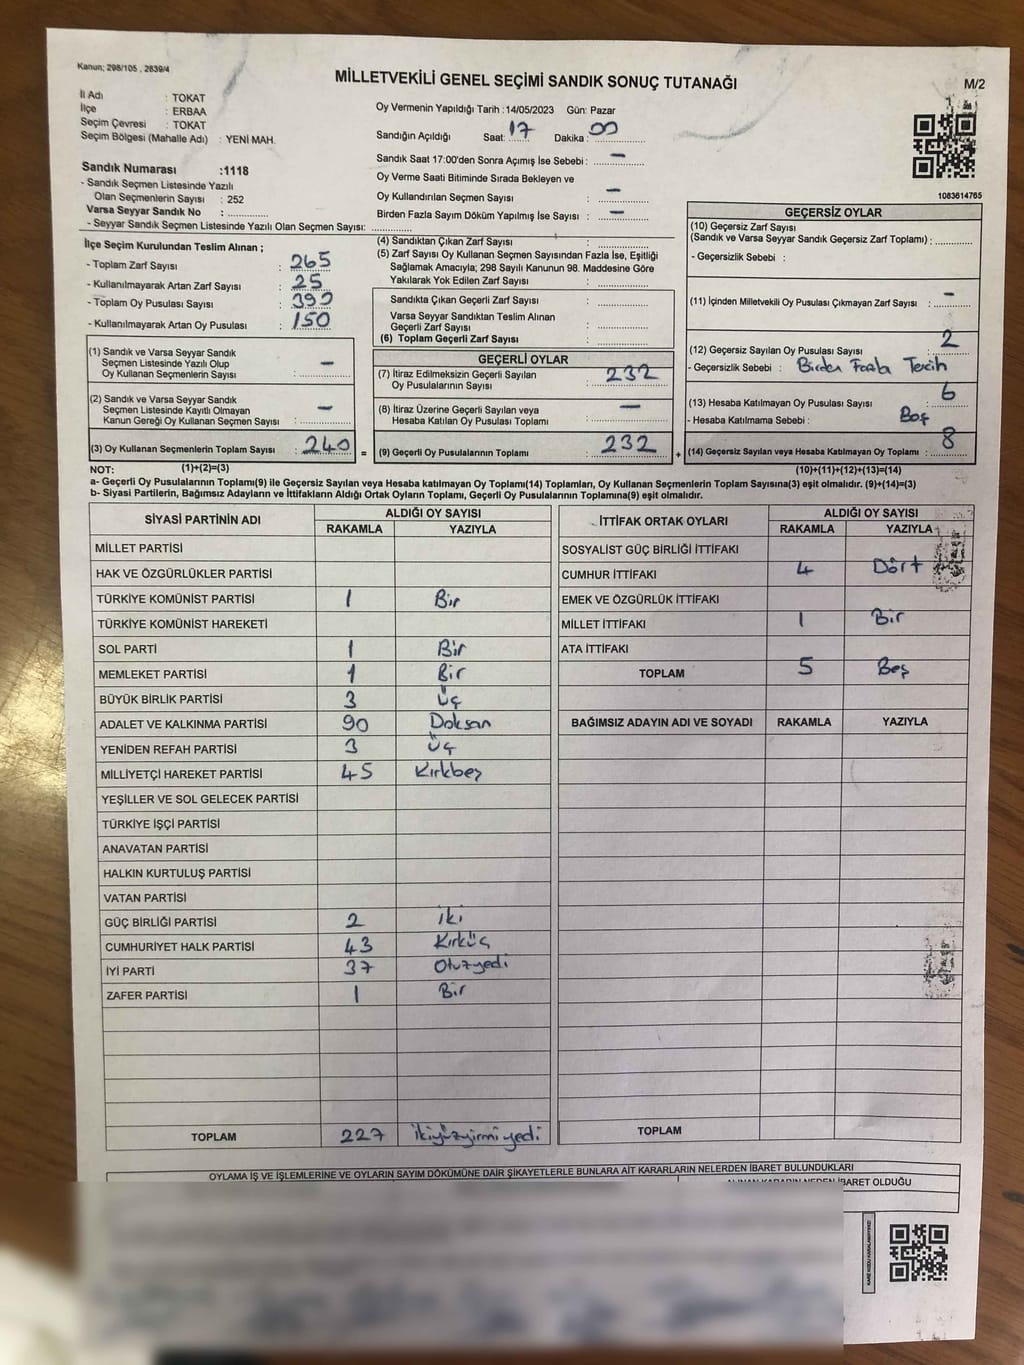 Kanun; 298/105 , 2839/4
MİLLETVEKİLİ GENEL SEÇİMİ SANDIK SONUÇ TUTANAĞI
M/2
İl Adı : TOKAT
İlçe : ERBAA
Seçim Çevresi : TOKAT
Seçim Bölgesi (Mahalle Adı) : YENİ MAH.
Sandık Numarası :1118
- Sandık Seçmen Listesinde Yazılı
Olan Seçmenlerin Sayısı : 252
Varsa Seyyar Sandık No :
- Seyyar Sandık Seçmen Listesinde Yazılı Olan Seçmen Sayısı:
Oy Vermenin Yapıldığı Tarih :14/05/2023 Gün: Pazar
Sandığın Açıldığı Saat: 17 Dakika : 00
Sandık Saat 17:00'den Sonra Açımış İse Sebebi : –
Oy Verme Saati Bitiminde Sırada Bekleyen ve
Oy Kullandırılan Seçmen Sayısı : –
Birden Fazla Sayım Döküm Yapılmış İse Sayısı : –
1083614765
İlçe Seçim Kurulundan Teslim Alınan ;
- Toplam Zarf Sayısı : 265
- Kullanılmayarak Artan Zarf Sayısı : 25
- Toplam Oy Pusulası Sayısı : 390
- Kullanılmayarak Artan Oy Pusulası : 150
(1) Sandık ve Varsa Seyyar Sandık
Seçmen Listesinde Yazılı Olup
Oy Kullanan Seçmenlerin Sayısı : –
(2) Sandık ve Varsa Seyyar Sandık
Seçmen Listesinde Kayıtlı Olmayan
Kanun Gereği Oy Kullanan Seçmen Sayısı : –
(3) Oy Kullanan Seçmenlerin Toplam Sayısı : 240
(4) Sandıktan Çıkan Zarf Sayısı :
(5) Zarf Sayısı Oy Kullanan Seçmen Sayısından Fazla İse, Eşitliği
Sağlamak Amacıyla; 298 Sayılı Kanunun 98. Maddesine Göre
Yakılarak Yok Edilen Zarf Sayısı :
Sandıkta Çıkan Geçerli Zarf Sayısı :
Varsa Seyyar Sandıktan Teslim Alınan
Geçerli Zarf Sayısı :
(6) Toplam Geçerli Zarf Sayısı :
GEÇERLİ OYLAR
(7) İtiraz Edilmeksizin Geçerli Sayılan
Oy Pusulalarının Sayısı : 232
(8) İtiraz Üzerine Geçerli Sayılan veya
Hesaba Katılan Oy Pusulası Toplamı : –
= (9) Geçerli Oy Pusulalarının Toplamı : 232 +
GEÇERSİZ OYLAR
(10) Geçersiz Zarf Sayısı
(Sandık ve Varsa Seyyar Sandık Geçersiz Zarf Toplamı) :
- Geçersizlik Sebebi :
(11) İçinden Milletvekili Oy Pusulası Çıkmayan Zarf Sayısı : –
(12) Geçersiz Sayılan Oy Pusulası Sayısı : 2
- Geçersizlik Sebebi : Birden Fazla Tercih
(13) Hesaba Katılmayan Oy Pusulası Sayısı : 6
- Hesaba Katılmama Sebebi : Boş
(14) Geçersiz Sayılan veya Hesaba Katılmayan Oy Toplamı : 8
NOT: (1)+(2)=(3)
(10)+(11)+(12)+(13)=(14)
a- Geçerli Oy Pusulalarının Toplamı(9) ile Geçersiz Sayılan veya Hesaba katılmayan Oy Toplamı(14) Toplamları, Oy Kullanan Seçmenlerin Toplam Sayısına(3) eşit olmalıdır. (9)+(14)=(3)
b- Siyasi Partilerin, Bağımsız Adayların ve İttifakların Aldığı Ortak Oyların Toplamı, Geçerli Oy Pusulalarının Toplamına(9) eşit olmalıdır.
SİYASİ PARTİNİN ADI ALDIĞI OY SAYISI
RAKAMLA YAZIYLA
MİLLET PARTİSİ
HAK VE ÖZGÜRLÜKLER PARTİSİ
TÜRKİYE KOMÜNİST PARTİSİ 1 Bir
TÜRKİYE KOMÜNİST HAREKETİ
SOL PARTİ 1 Bir
MEMLEKET PARTİSİ 1 Bir
BÜYÜK BİRLİK PARTİSİ 3 Üç
ADALET VE KALKINMA PARTİSİ 90 Doksan
YENİDEN REFAH PARTİSİ 3 Üç
MİLLİYETÇİ HAREKET PARTİSİ 45 Kırkbeş
YEŞİLLER VE SOL GELECEK PARTİSİ
TÜRKİYE İŞÇİ PARTİSİ
ANAVATAN PARTİSİ
HALKIN KURTULUŞ PARTİSİ
VATAN PARTİSİ
GÜÇ BİRLİĞİ PARTİSİ 2 İki
CUMHURİYET HALK PARTİSİ 43 Kırküç
İYİ PARTİ 37 Otuzyedi
ZAFER PARTİSİ 1 Bir
TOPLAM 227 İkiyüzyirmiyedi
İTTİFAK ORTAK OYLARI ALDIĞI OY SAYISI
RAKAMLA YAZIYLA
SOSYALIST GÜÇ BİRLİĞİ İTTİFAKI
CUMHUR İTTİFAKI 4 Dört
EMEK VE ÖZGÜRLÜK İTTİFAKI
MİLLET İTTİFAKI 1 Bir
ATA İTTİFAKI
TOPLAM 5 Beş
BAĞIMSIZ ADAYIN ADI VE SOYADI RAKAMLA YAZIYLA
TOPLAM
OYLAMA İŞ VE İŞLEMLERİNE VE OYLARIN SAYIM DÖKÜMÜNE DAİR ŞİKAYETLERLE BUNLARA AİT KARARLARIN NELERDEN İBARET BULUNDUKLARI
ALINAN KARARIN NEDEN İBARET OLDUĞU